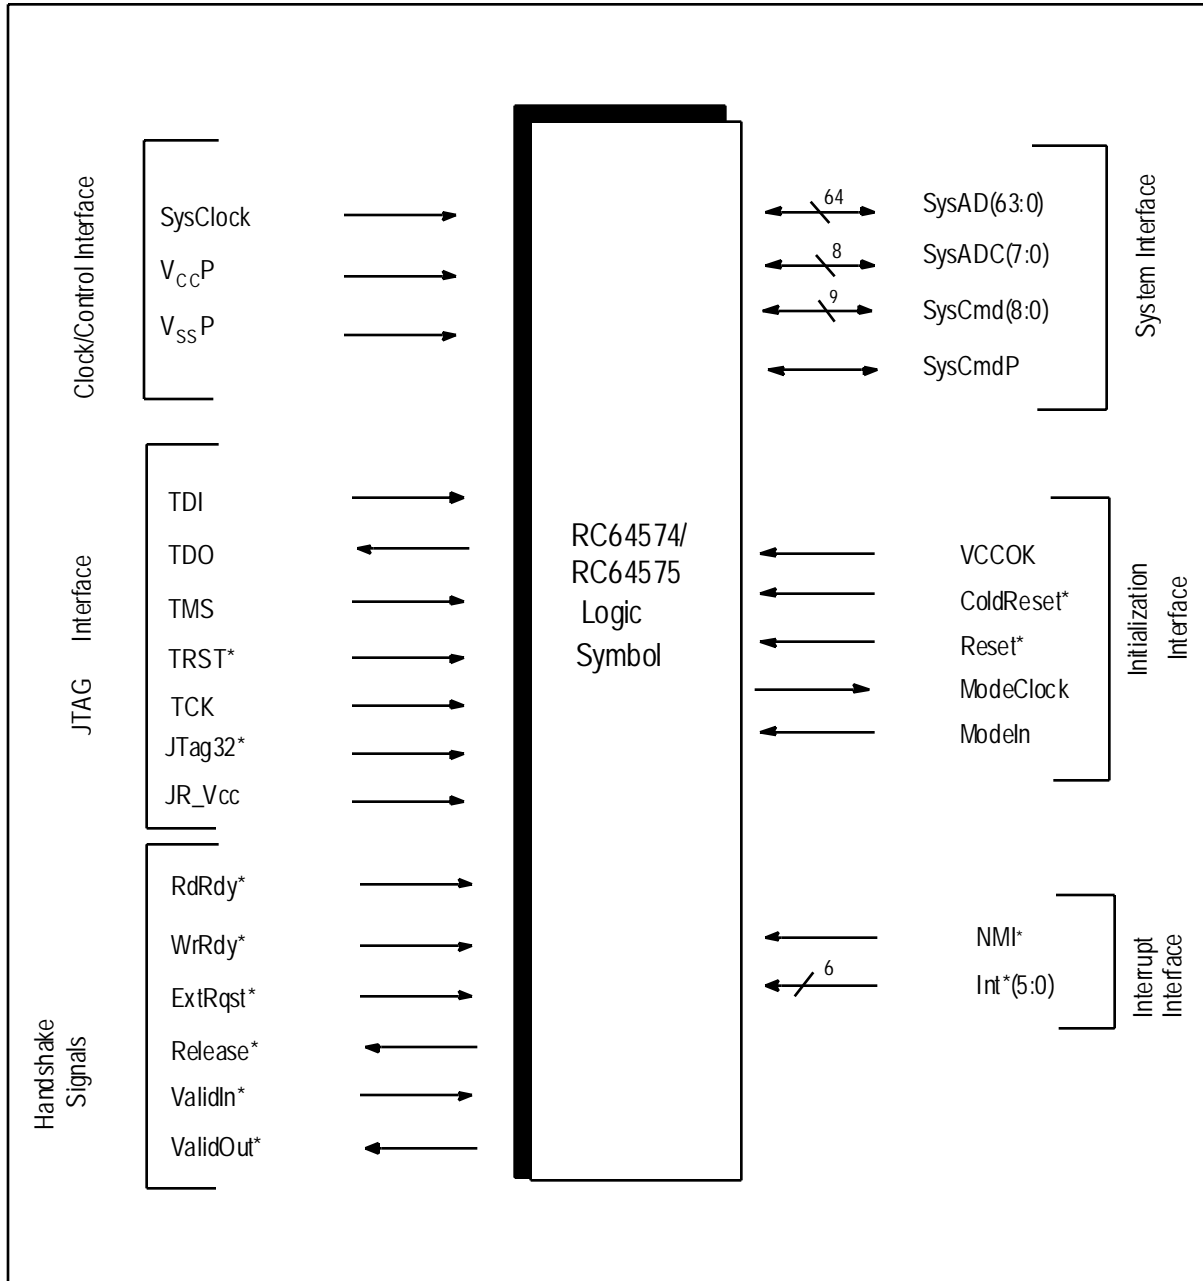 Clock/Control Interface
SysClock
V_CC P
V_SS P
JTAG Interface
TDI
TDO
TMS
TRST*
TCK
JTag32*
JR_Vcc
Handshake
Signals
RdRdy*
WrRdy*
ExtRqst*
Release*
ValidIn*
ValidOut*
RC64574/
RC64575
Logic
Symbol
64
SysAD(63:0)
8
SysADC(7:0)
9
SysCmd(8:0)
SysCmdP
System Interface
VCCOK
ColdReset*
Reset*
ModeClock
ModeIn
Initialization
Interface
NMI*
6
Int*(5:0)
Interrupt
Interface